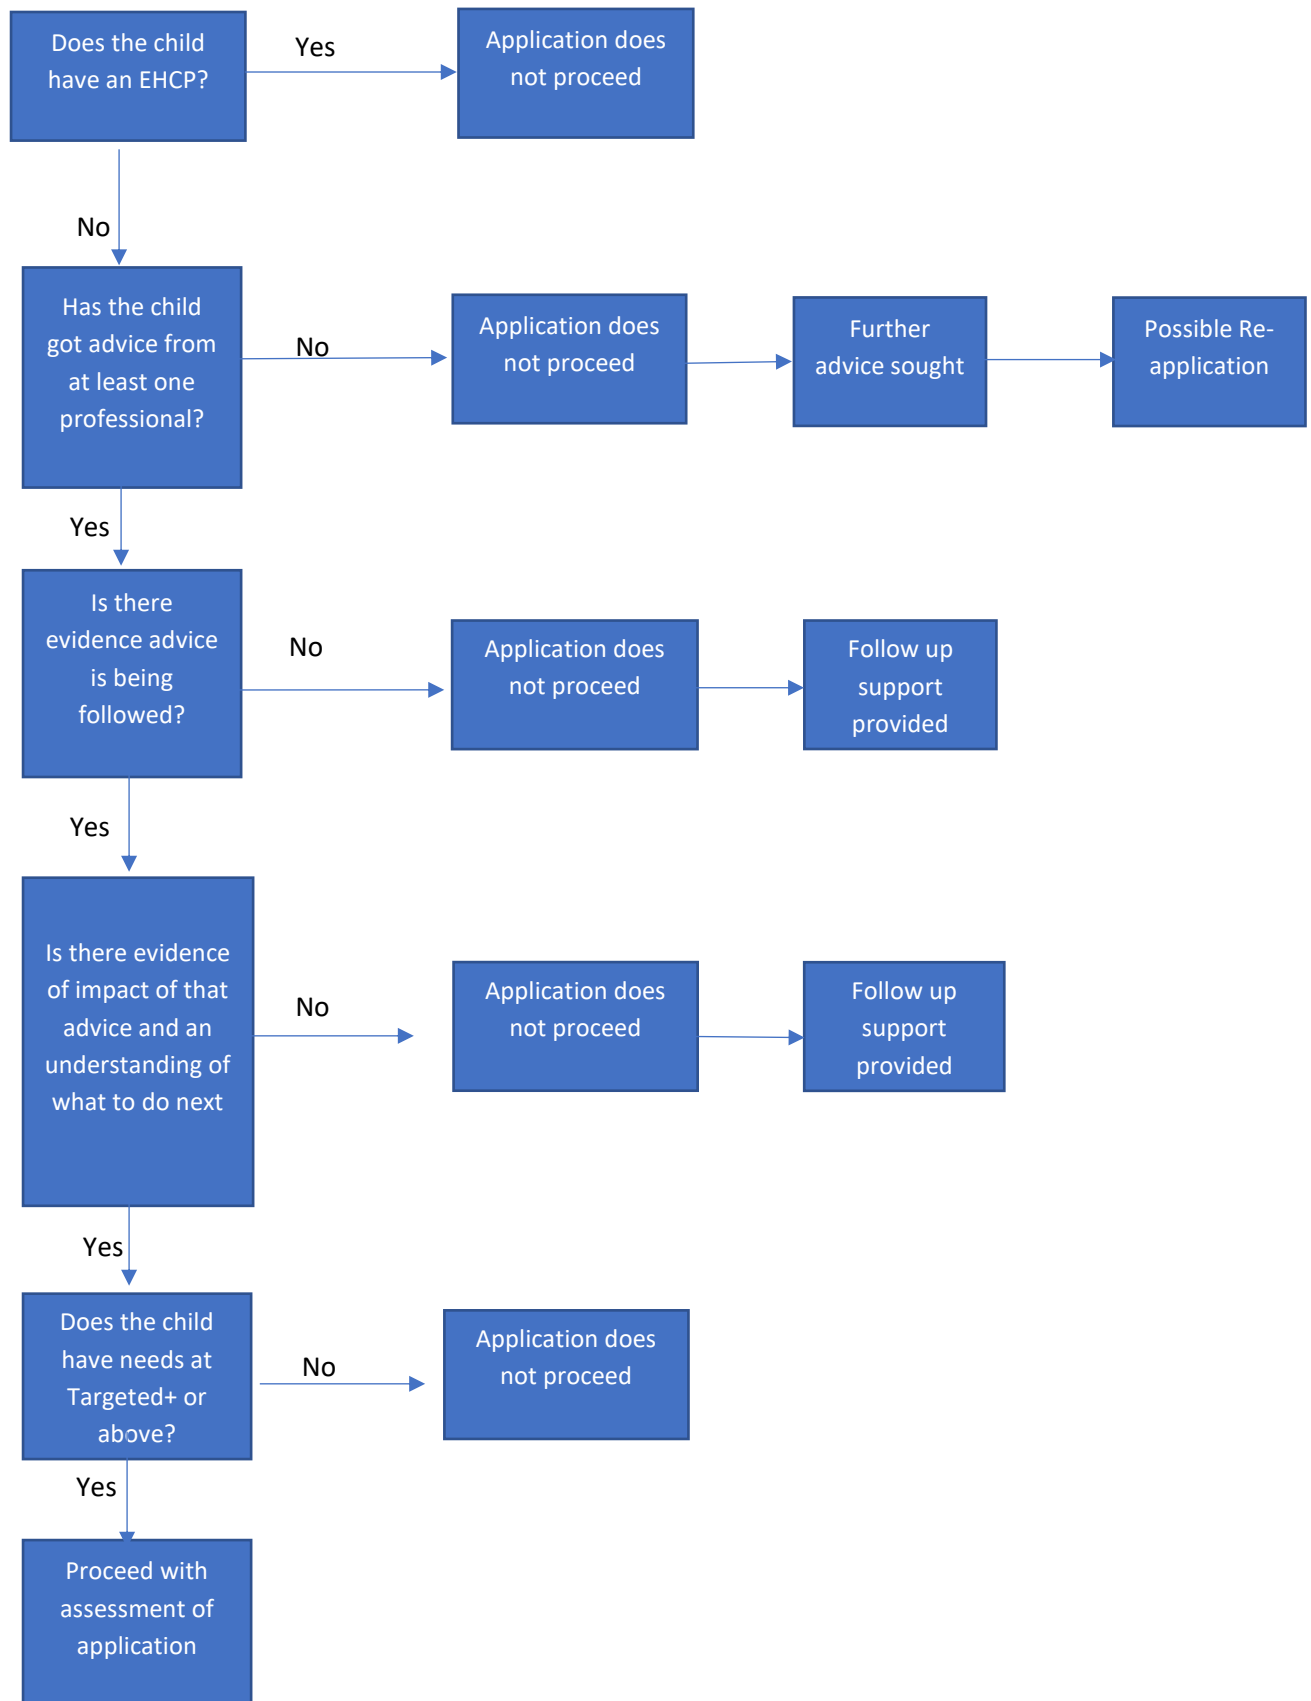 Does the child
have an EHCP?
Yes
Application does
not proceed
No
Has the child
got advice from
at least one
professional?
No
Application does
not proceed
Further
advice sought
Possible Re-
application
Yes
Is there
evidence advice
is being
followed?
No
Application does
not proceed
Follow up
support
provided
Yes
Is there evidence
of impact of that
advice and an
understanding of
what to do next
No
Application does
not proceed
Follow up
support
provided
Yes
Does the child
have needs at
Targeted+ or
above?
No
Application does
not proceed
Yes
Proceed with
assessment of
application